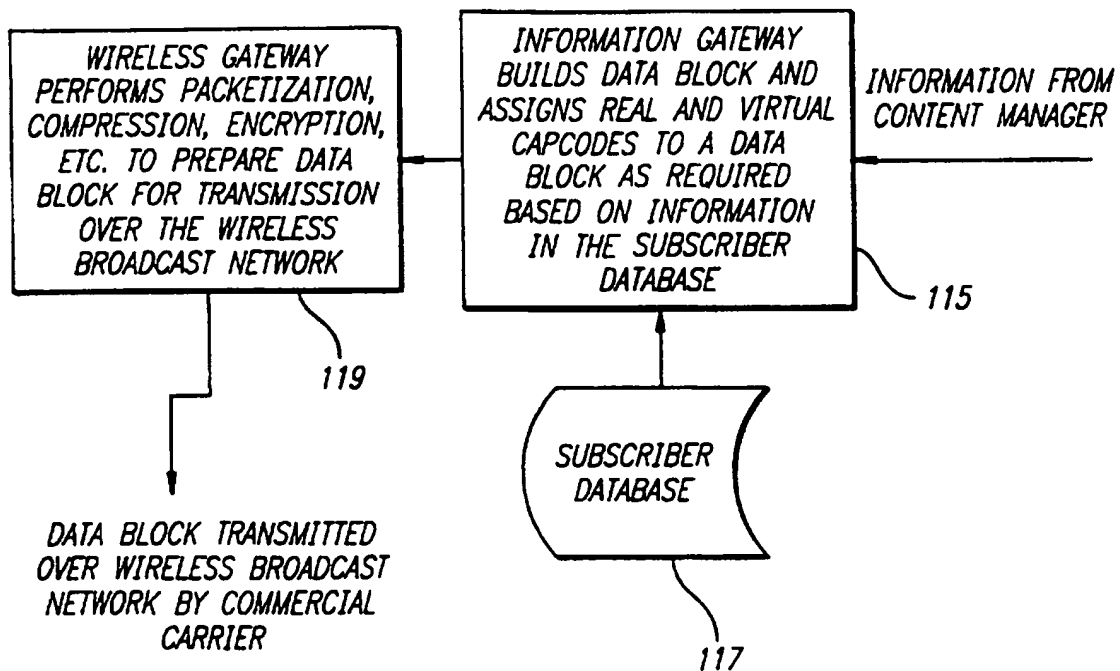 WIRELESS GATEWAY
PERFORMS PACKETIZATION,
COMPRESSION, ENCRYPTION,
ETC. TO PREPARE DATA
BLOCK FOR TRANSMISSION
OVER THE WIRELESS
BROADCAST NETWORK
119
INFORMATION GATEWAY
BUILDS DATA BLOCK AND
ASSIGNS REAL AND VIRTUAL
CAPCODES TO A DATA
BLOCK AS REQUIRED
BASED ON INFORMATION
IN THE SUBSCRIBER
DATABASE
115
INFORMATION FROM
CONTENT MANAGER
SUBSCRIBER
DATABASE
117
DATA BLOCK TRANSMITTED
OVER WIRELESS BROADCAST
NETWORK BY COMMERCIAL
CARRIER